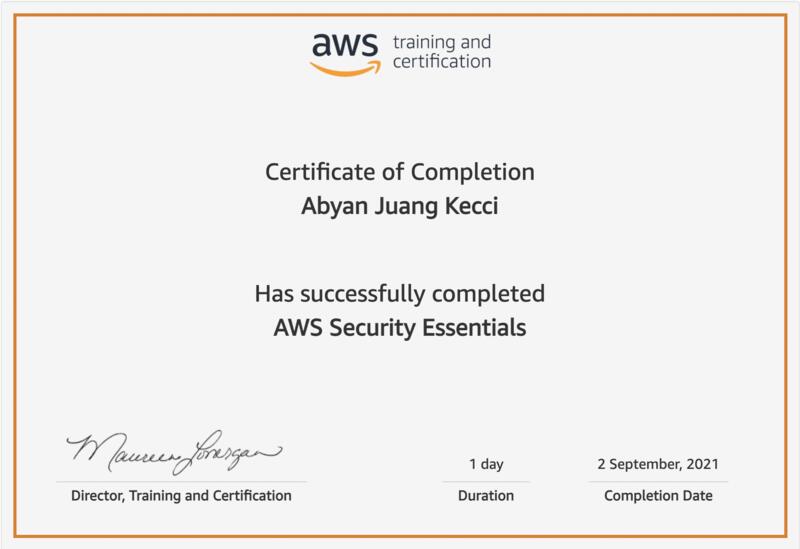 aws training and
certification
Certificate of Completion
Abyan Juang Kecci
Has successfully completed
AWS Security Essentials
Maureen Lonergan
1 day
2 September, 2021
Director, Training and Certification
Duration
Completion Date